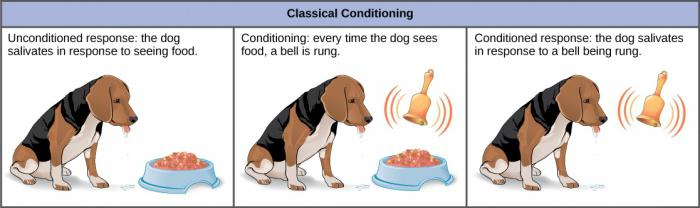 Classical Conditioning
Unconditioned response: the dog
salivates in response to seeing food.
Conditioning: every time the dog sees
food, a bell is rung.
Conditioned response: the dog salivates
in response to a bell being rung.